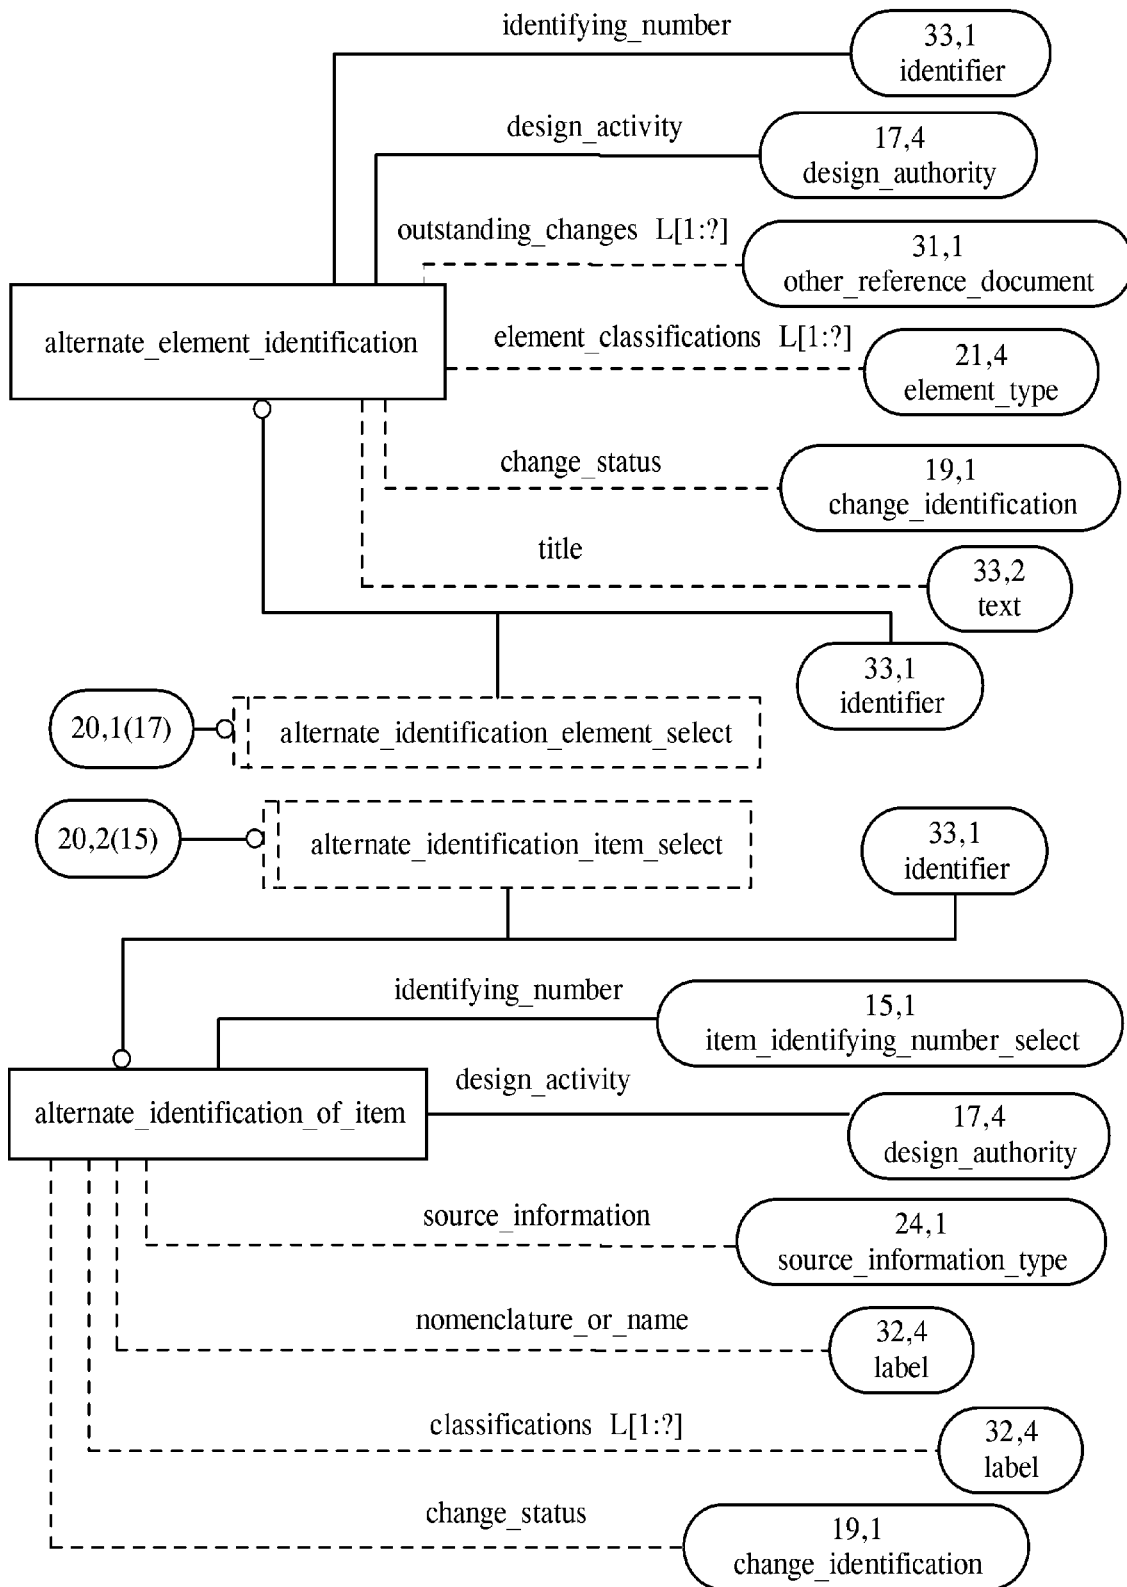 identifying_number
33,1
identifier
design_activity
17,4
design_authority
outstanding_changes L[1:?]
31,1
other_reference_document
alternate_element_identification
element_classifications L[1:?]
21,4
element_type
change_status
19,1
change_identification
title
33,2
text
33,1
identifier
20,1(17)
alternate_identification_element_select
20,2(15)
alternate_identification_item_select
33,1
identifier
identifying_number
15,1
item_identifying_number_select
alternate_identification_of_item
design_activity
17,4
design_authority
source_information
24,1
source_information_type
nomenclature_or_name
32,4
label
classifications L[1:?]
32,4
label
change_status
19,1
change_identification